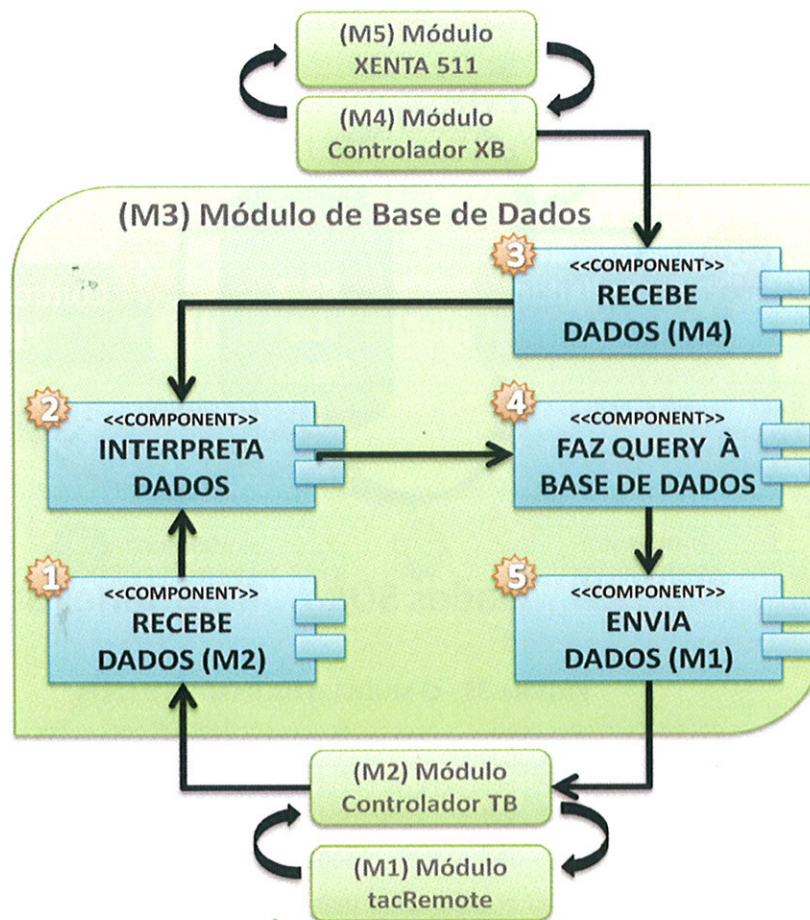 (M5) Módulo
XENTA 511
(M4) Módulo
Controlador XB
(M3) Módulo de Base de Dados
3
<<COMPONENT>>
RECEBE
DADOS (M4)
2
<<COMPONENT>>
INTERPRETA
DADOS
4
<<COMPONENT>>
FAZ QUERY À
BASE DE DADOS
1
<<COMPONENT>>
RECEBE
DADOS (M2)
5
<<COMPONENT>>
ENVIA
DADOS (M1)
(M2) Módulo
Controlador TB
(M1) Módulo
tacRemote